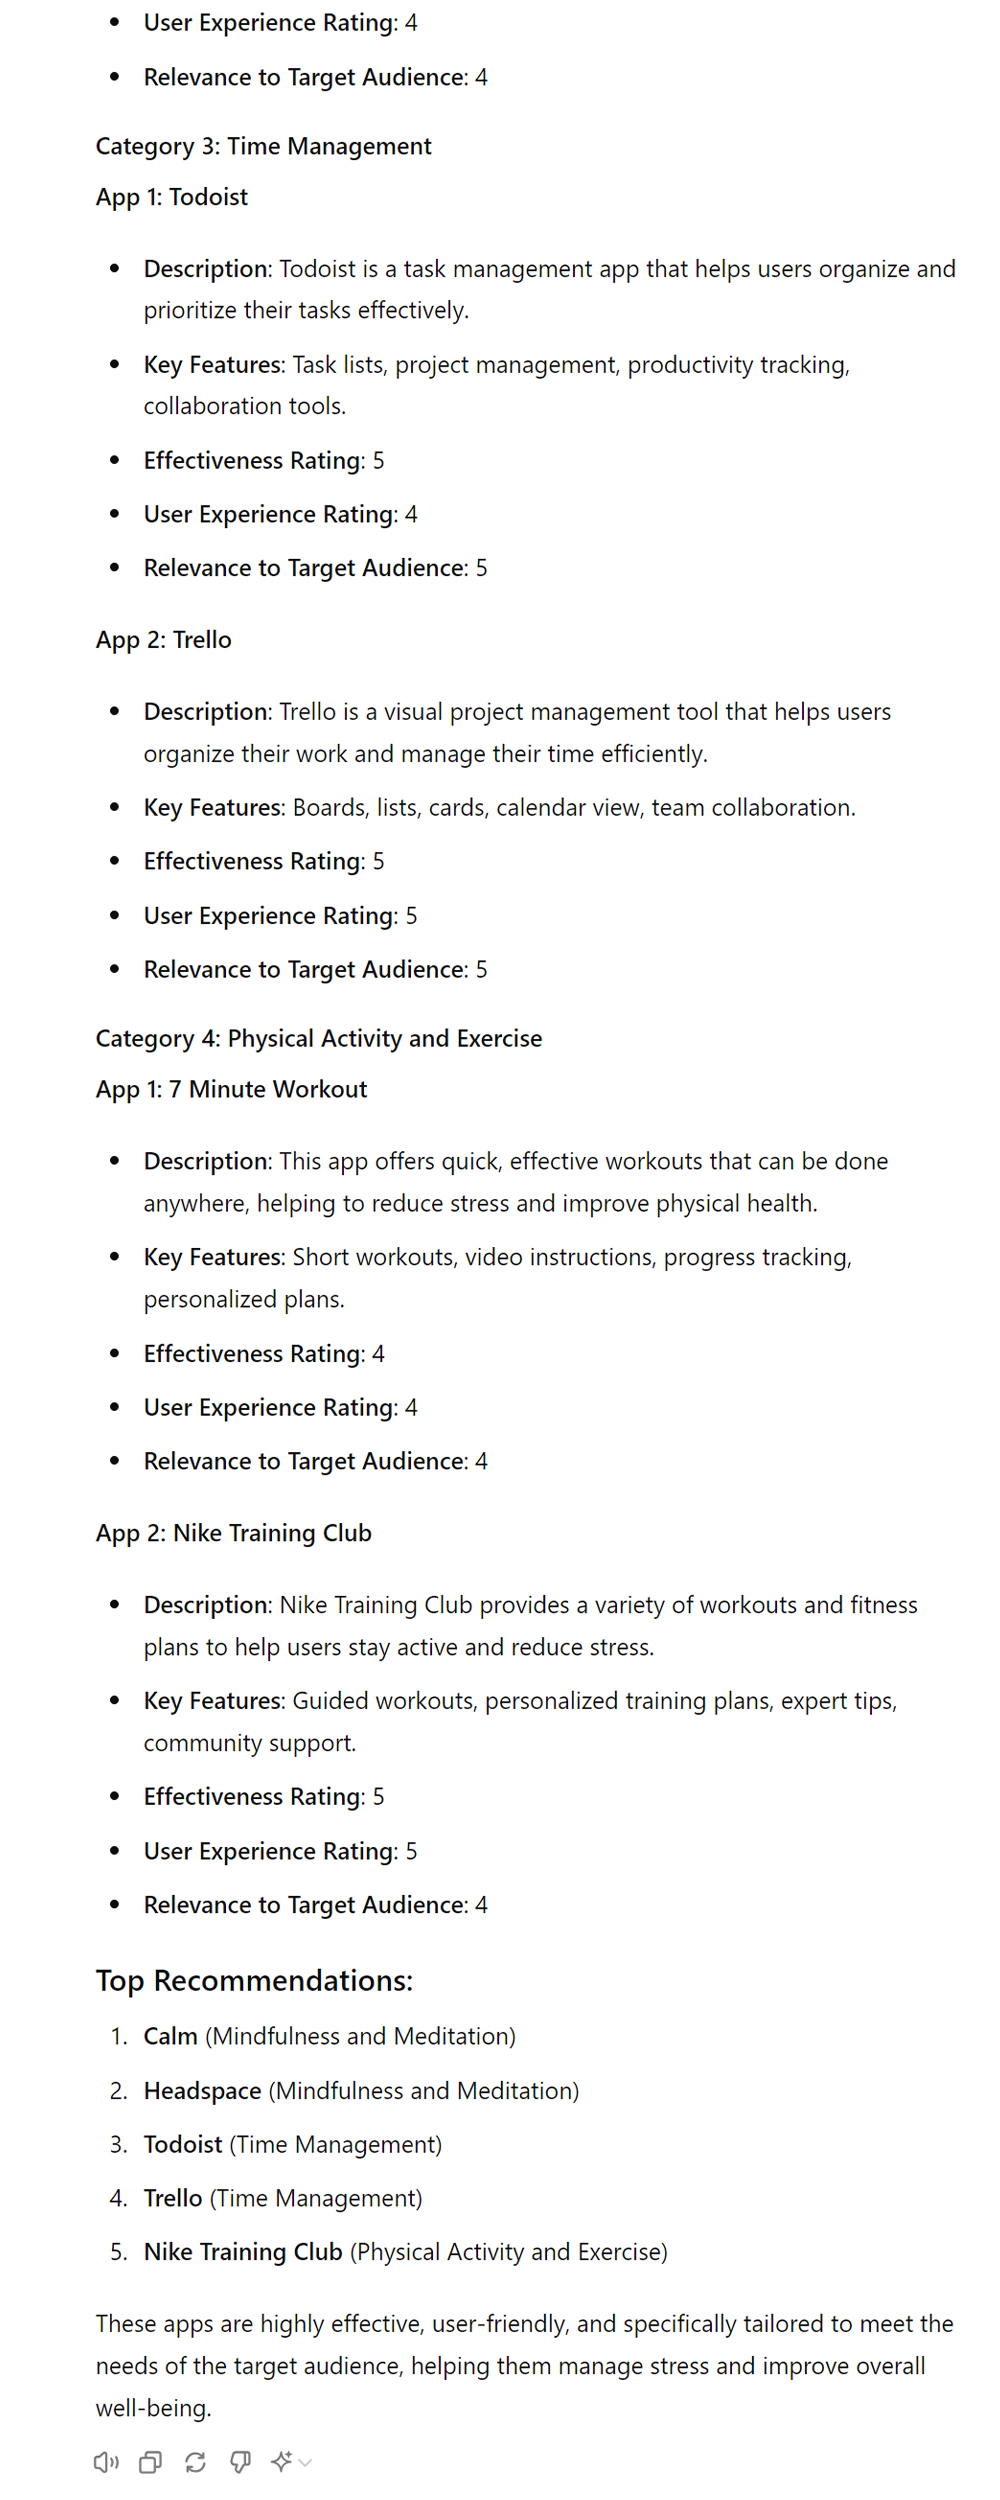 • User Experience Rating: 4
• Relevance to Target Audience: 4
Category 3: Time Management
App 1: Todoist
• Description: Todoist is a task management app that helps users organize and
prioritize their tasks effectively.
• Key Features: Task lists, project management, productivity tracking,
collaboration tools.
• Effectiveness Rating: 5
• User Experience Rating: 4
• Relevance to Target Audience: 5
App 2: Trello
• Description: Trello is a visual project management tool that helps users
organize their work and manage their time efficiently.
• Key Features: Boards, lists, cards, calendar view, team collaboration.
• Effectiveness Rating: 5
• User Experience Rating: 5
• Relevance to Target Audience: 5
Category 4: Physical Activity and Exercise
App 1: 7 Minute Workout
• Description: This app offers quick, effective workouts that can be done
anywhere, helping to reduce stress and improve physical health.
• Key Features: Short workouts, video instructions, progress tracking,
personalized plans.
• Effectiveness Rating: 4
• User Experience Rating: 4
• Relevance to Target Audience: 4
App 2: Nike Training Club
• Description: Nike Training Club provides a variety of workouts and fitness
plans to help users stay active and reduce stress.
• Key Features: Guided workouts, personalized training plans, expert tips,
community support.
• Effectiveness Rating: 5
• User Experience Rating: 5
• Relevance to Target Audience: 4
Top Recommendations:
1. Calm (Mindfulness and Meditation)
2. Headspace (Mindfulness and Meditation)
3. Todoist (Time Management)
4. Trello (Time Management)
5. Nike Training Club (Physical Activity and Exercise)
These apps are highly effective, user-friendly, and specifically tailored to meet the
needs of the target audience, helping them manage stress and improve overall
well-being.